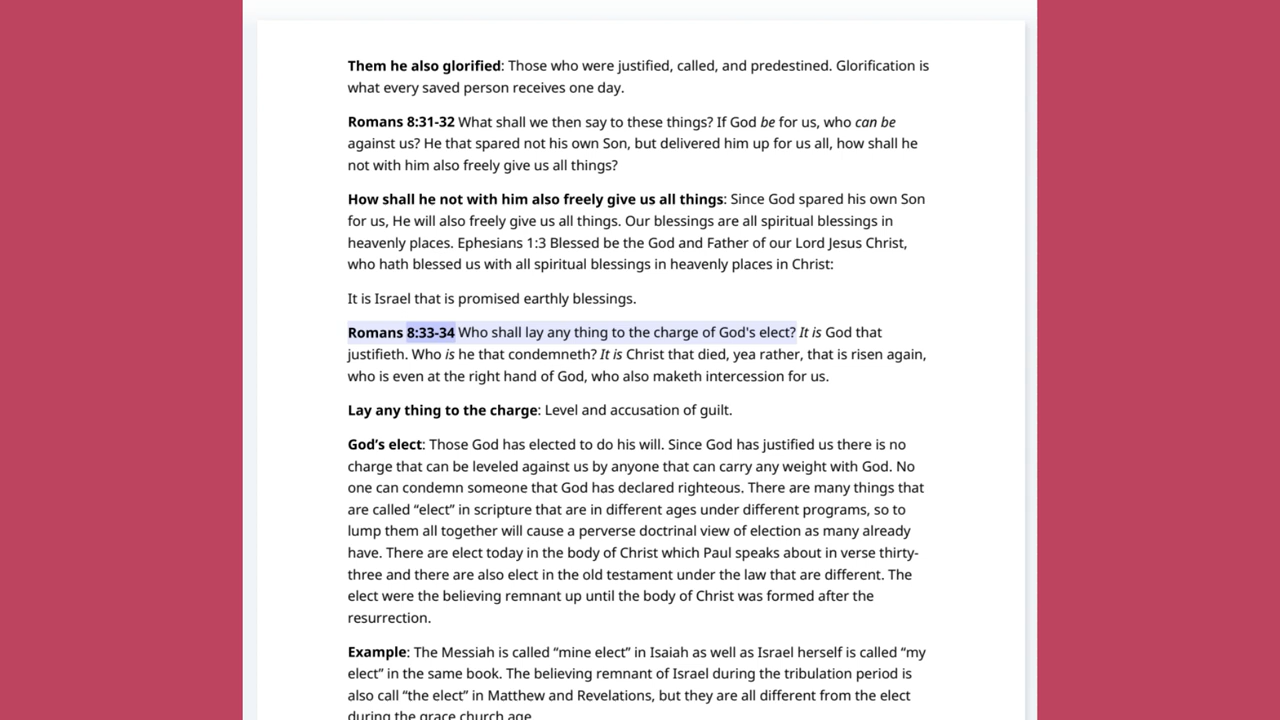 Them he also glorified: Those who were justified, called, and predestined. Glorification is
what every saved person receives one day.
Romans 8:31-32 What shall we then say to these things? If God be for us, who can be
against us? He that spared not his own Son, but delivered him up for us all, how shall he
not with him also freely give us all things?
How shall he not with him also freely give us all things: Since God spared his own Son
for us, He will also freely give us all things. Our blessings are all spiritual blessings in
heavenly places. Ephesians 1:3 Blessed be the God and Father of our Lord Jesus Christ,
who hath blessed us with all spiritual blessings in heavenly places in Christ:
It is Israel that is promised earthly blessings.
Romans 8:33-34 Who shall lay any thing to the charge of God's elect? It is God that
justifieth. Who is he that condemneth? It is Christ that died, yea rather, that is risen again,
who is even at the right hand of God, who also maketh intercession for us.
Lay any thing to the charge: Level and accusation of guilt.
God’s elect: Those God has elected to do his will. Since God has justified us there is no
charge that can be leveled against us by anyone that can carry any weight with God. No
one can condemn someone that God has declared righteous. There are many things that
are called “elect” in scripture that are in different ages under different programs, so to
lump them all together will cause a perverse doctrinal view of election as many already
have. There are elect today in the body of Christ which Paul speaks about in verse thirty-
three and there are also elect in the old testament under the law that are different. The
elect were the believing remnant up until the body of Christ was formed after the
resurrection.
Example: The Messiah is called “mine elect” in Isaiah as well as Israel herself is called “my
elect” in the same book. The believing remnant of Israel during the tribulation period is
also call “the elect” in Matthew and Revelations, but they are all different from the elect
during the grace church age